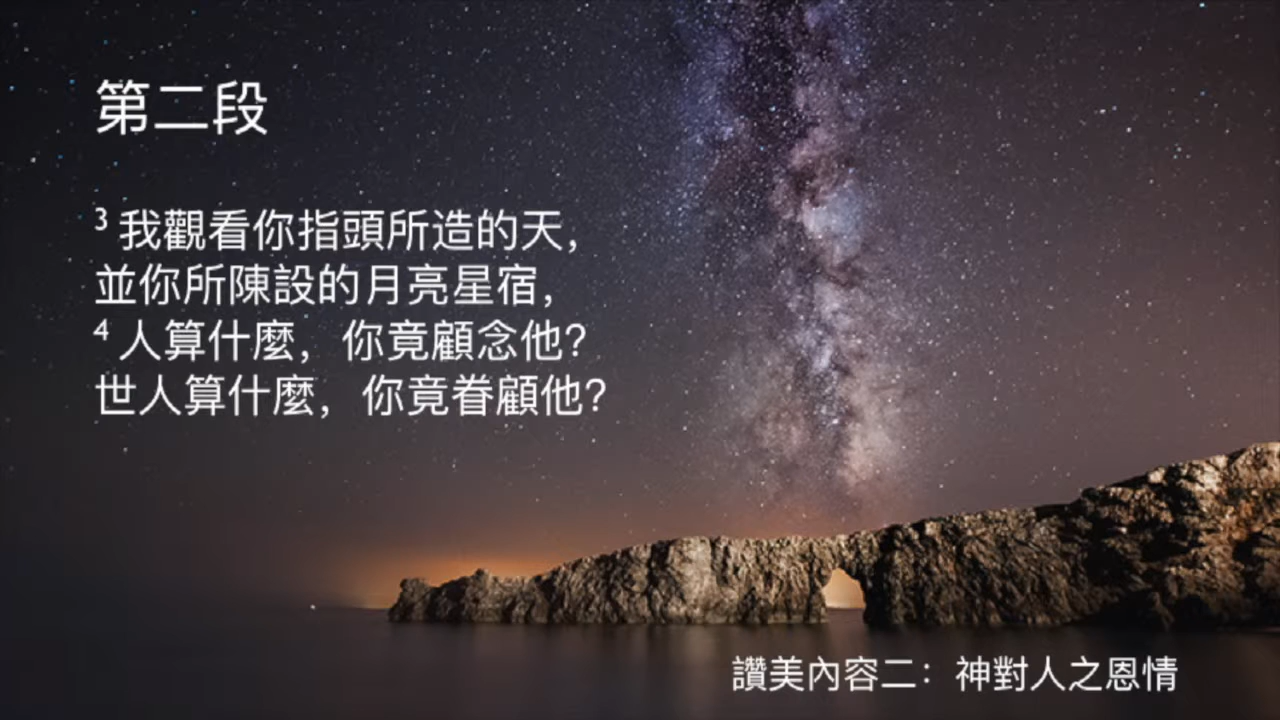 第二段
3 我觀看你指頭所造的天，
並你所陳設的月亮星宿，
4 人算什麼，你竟顧念他？
世人算什麼，你竟眷顧他？
讚美內容二：神對人之恩情